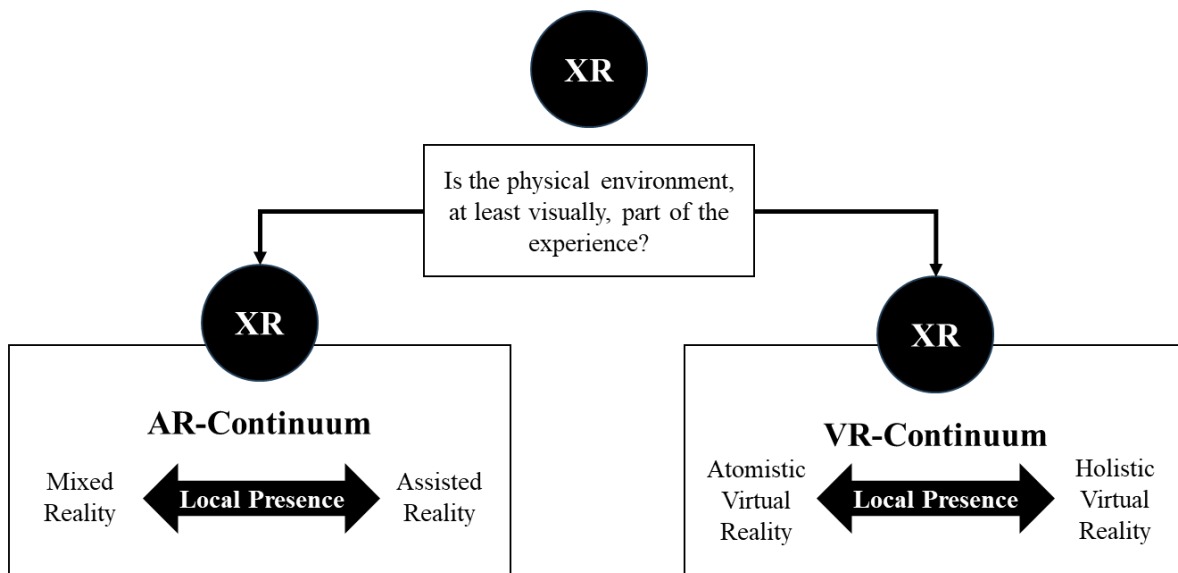 XR
Is the physical environment,
at least visually, part of the
experience?
XR
AR-Continuum
Mixed
Reality
Local Presence
Assisted
Reality
XR
VR-Continuum
Atomistic
Virtual
Reality
Local Presence
Holistic
Virtual
Reality